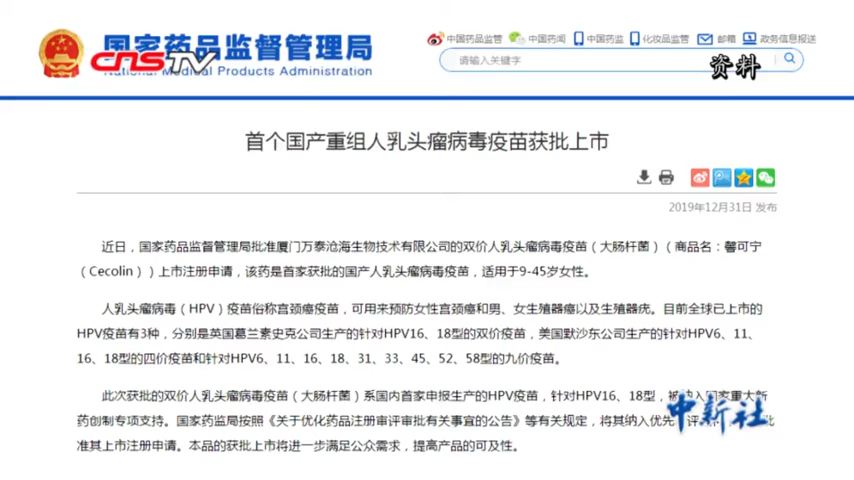 国家药品监督管理局
CNSTV
National Medical Products Administration
中国药品监管 中国药闻 中国药监 化妆品监管 邮箱 政务信息报送
请输入关键字
资料
首个国产重组人乳头瘤病毒疫苗获批上市
2019年12月31日 发布
近日，国家药品监督管理局批准厦门万泰沧海生物技术有限公司的双价人乳头瘤病毒疫苗（大肠杆菌）（商品名：馨可宁
（Cecolin））上市注册申请，该药是首家获批的国产人乳头瘤病毒疫苗，适用于9-45岁女性。
人乳头瘤病毒（HPV）疫苗俗称宫颈癌疫苗，可用来预防女性宫颈癌和男、女生殖器癌以及生殖器疣。目前全球已上市的
HPV疫苗有3种，分别是英国葛兰素史克公司生产的针对HPV16、18型的双价疫苗，美国默沙东公司生产的针对HPV6、11、
16、18型的四价疫苗和针对HPV6、11、16、18、31、33、45、52、58型的九价疫苗。
此次获批的双价人乳头瘤病毒疫苗（大肠杆菌）系国内首家申报生产的HPV疫苗，针对HPV16、18型，被纳入国家重大新
药创制专项支持。国家药监局按照《关于优化药品注册审评审批有关事宜的公告》等有关规定，将其纳入优先 评 批
准其上市注册申请。本品的获批上市将进一步满足公众需求，提高产品的可及性。
中新社